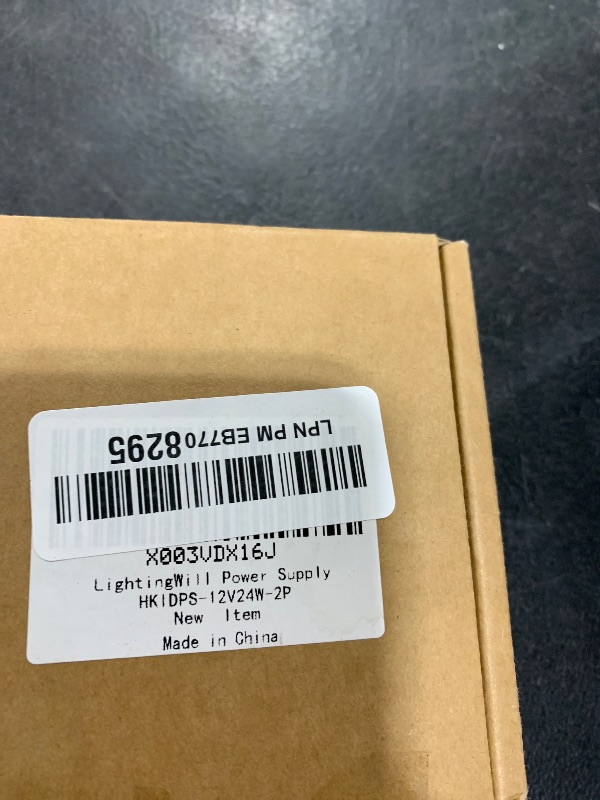 LPN PM EB7708295
X003VDX16J
LightingWill Power Supply
HKIDPS-12V24W-2P
New Item
Made in China